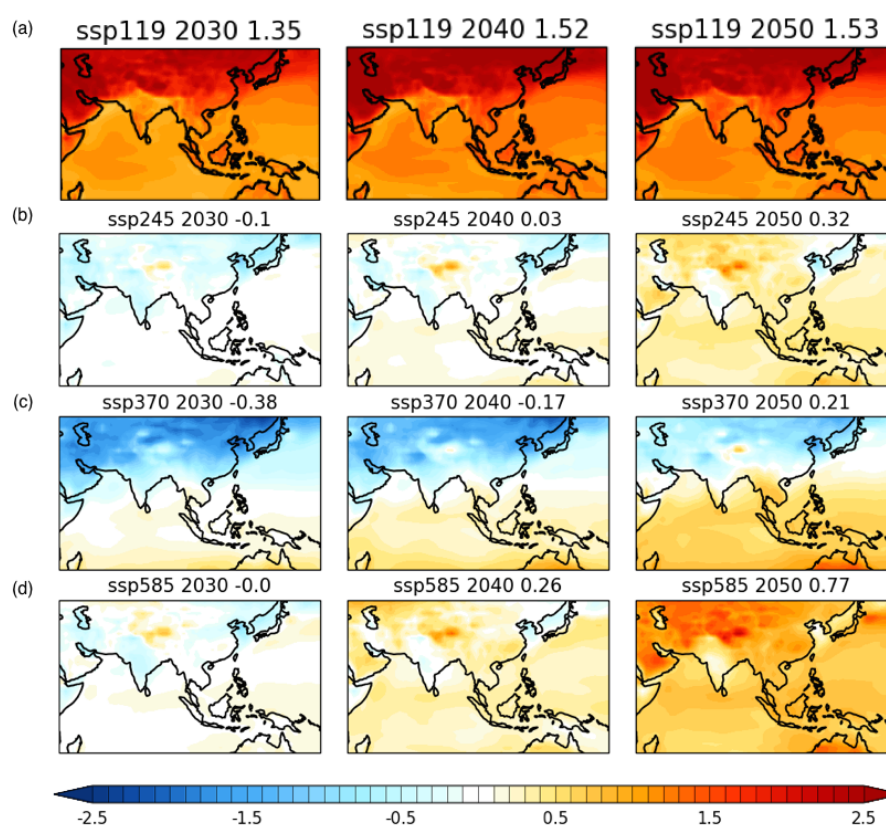 (a)
ssp119 2030 1.35 ssp119 2040 1.52 ssp119 2050 1.53
(b)
ssp245 2030 -0.1 ssp245 2040 0.03 ssp245 2050 0.32
(c)
ssp370 2030 -0.38 ssp370 2040 -0.17 ssp370 2050 0.21
(d)
ssp585 2030 -0.0 ssp585 2040 0.26 ssp585 2050 0.77
-2.5 -1.5 -0.5 0.5 1.5 2.5